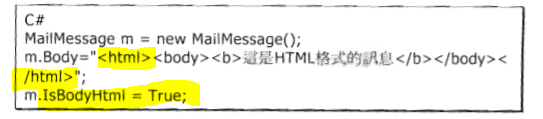 C#
MailMessage m = new MailMessage();
m.Body="<html><body><b>這是HTML格式的訊息</b></body><
/html>";
m.IsBodyHtml = True;